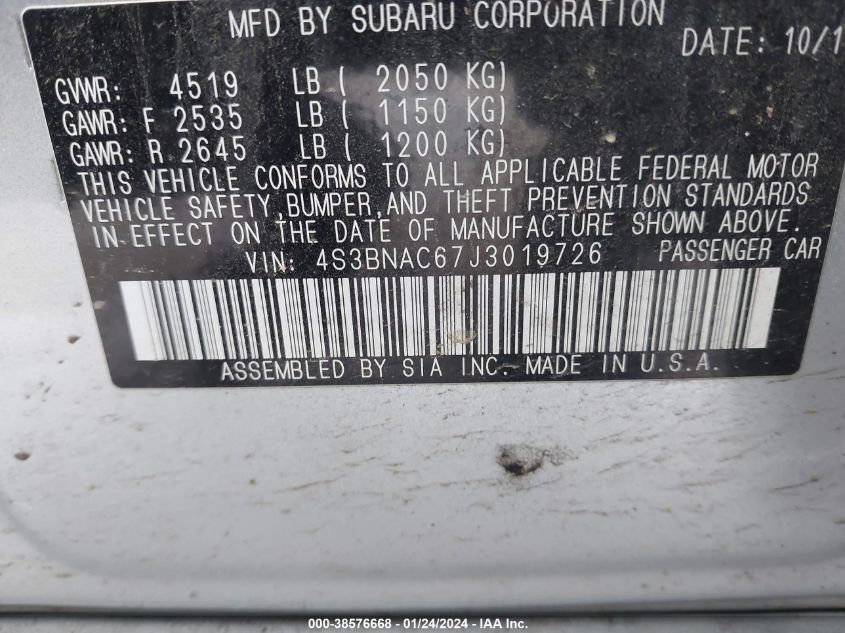 MFD BY SUBARU CORPORATION
DATE: 10/1
GVWR: 4519 LB ( 2050 KG)
GAWR: F 2535 LB ( 1150 KG)
GAWR: R 2645 LB ( 1200 KG)
THIS VEHICLE CONFORMS TO ALL APPLICABLE FEDERAL MOTOR
VEHICLE SAFETY,BUMPER,AND THEFT PREVENTION STANDARDS
IN EFFECT ON THE DATE OF MANUFACTURE SHOWN ABOVE.
VIN: 4S3BNAC67J3019726 PASSENGER CAR
ASSEMBLED BY SIA INC. MADE IN U.S.A.
000-38576668 - 01/24/2024 - IAA Inc.